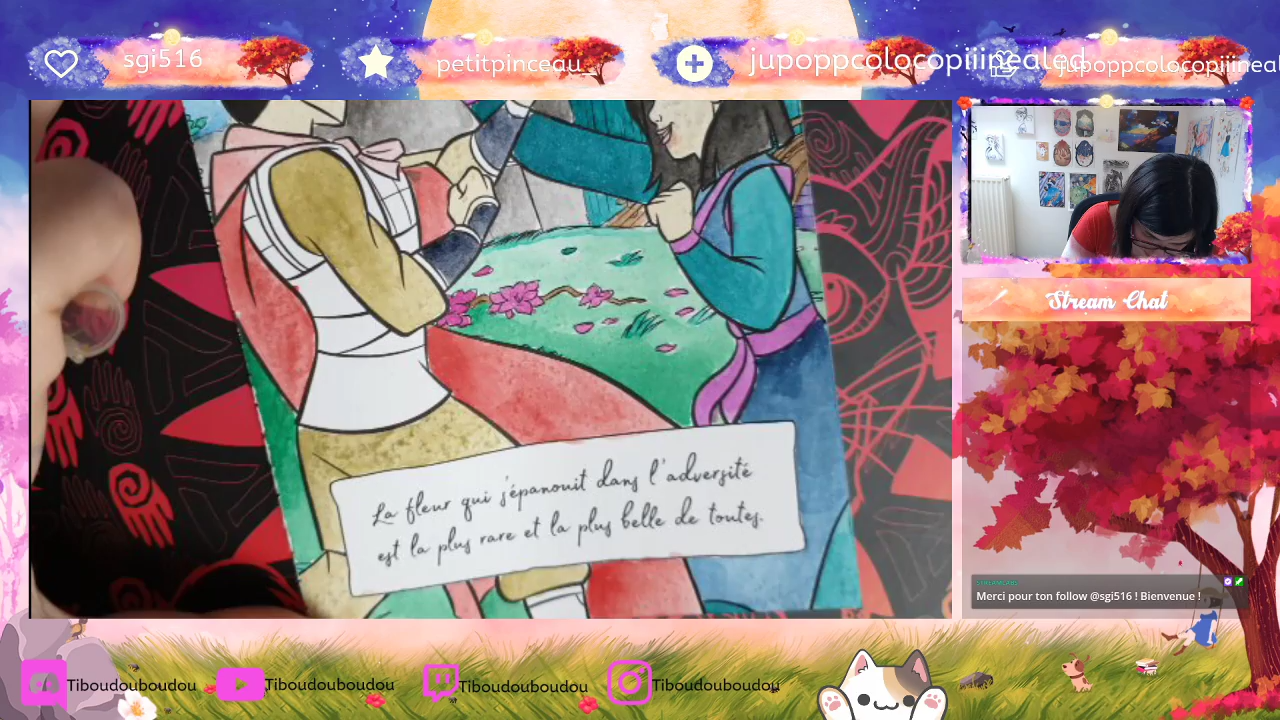 sgi516
petitpinceau
jupoppcolocopiiinealed
jupoppcolocopiiineal
Stream Chat
La fleur qui s'épanouit dans l'adversité
est la plus rare et la plus belle de toutes.
STREAMLABS
Merci pour ton follow @sgi516 ! Bienvenue !
Tiboudouboudou
Tiboudouboudou
Tiboudouboudou
Tiboudouboudou